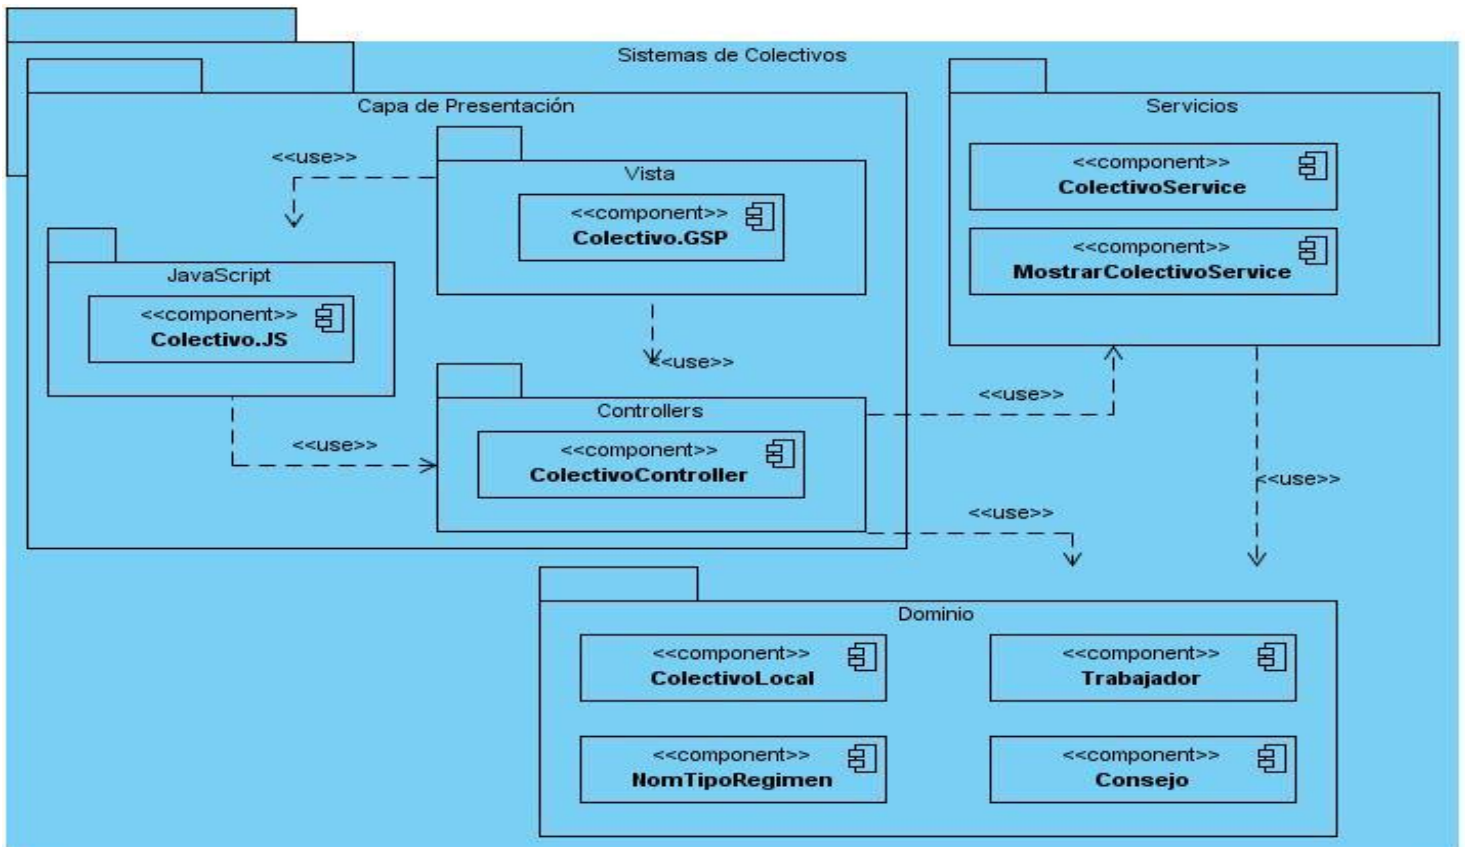 Sistemas de Colectivos
Capa de Presentación
Servicios
<<use>>
Vista
<<component>>
Colectivo.GSP
<<component>>
ColectivoService
<<component>>
MostrarColectivoService
JavaScript
<<component>>
Colectivo.JS
<<use>>
<<use>>
Controllers
<<component>>
ColectivoController
<<use>>
<<use>>
<<use>>
<<use>>
Dominio
<<component>>
ColectivoLocal
<<component>>
Trabajador
<<component>>
NomTipoRegimen
<<component>>
Consejo